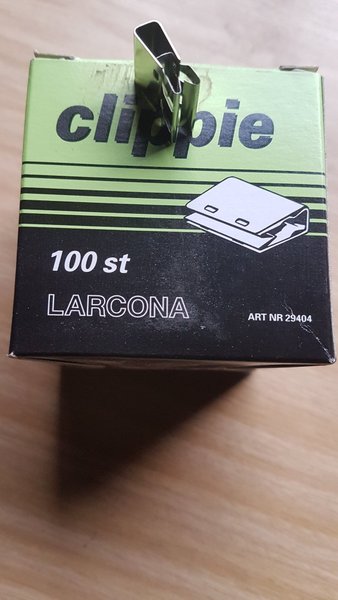 clippie
100 st
LARCONA
ART NR 29404